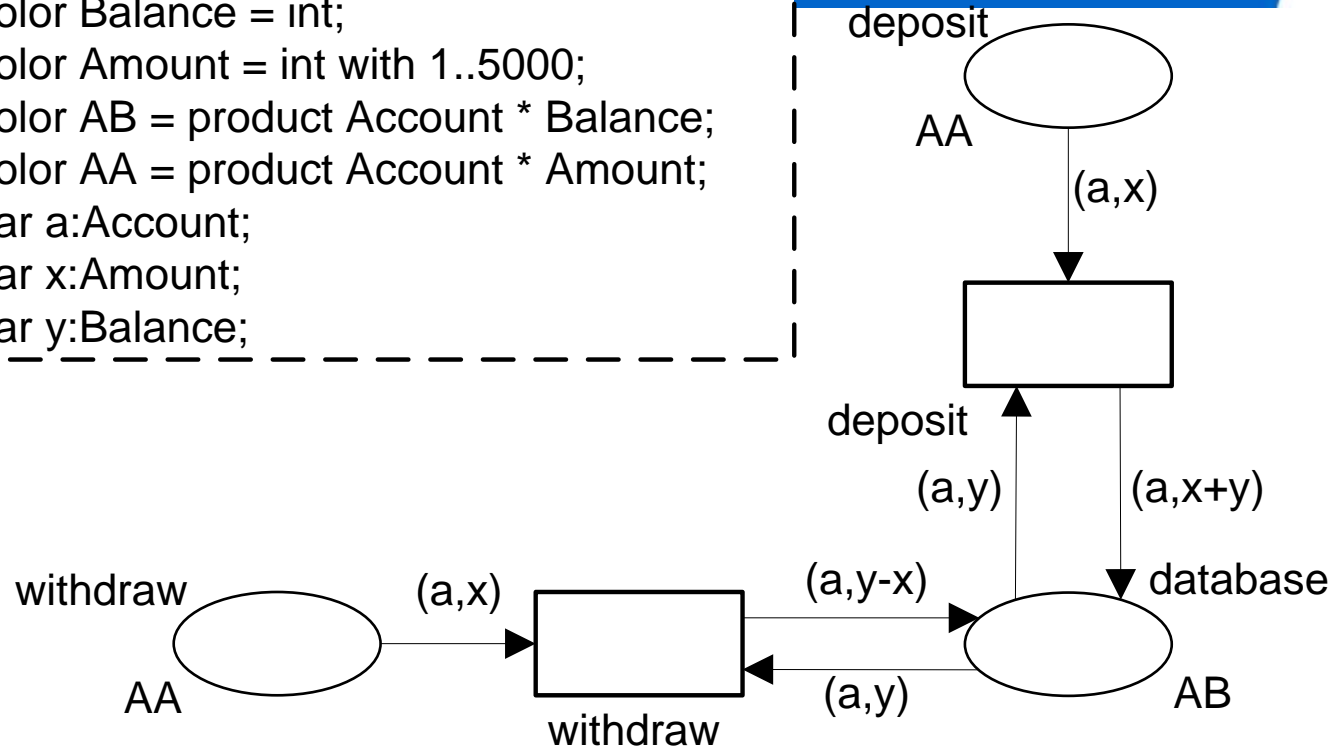 olor Balance = int;
olor Amount = int with 1..5000;
olor AB = product Account * Balance;
olor AA = product Account * Amount;
ar a:Account;
ar x:Amount;
ar y:Balance;
deposit
AA
(a,x)
deposit
(a,y)
(a,x+y)
withdraw
(a,x)
(a,y-x)
database
AA
withdraw
(a,y)
AB